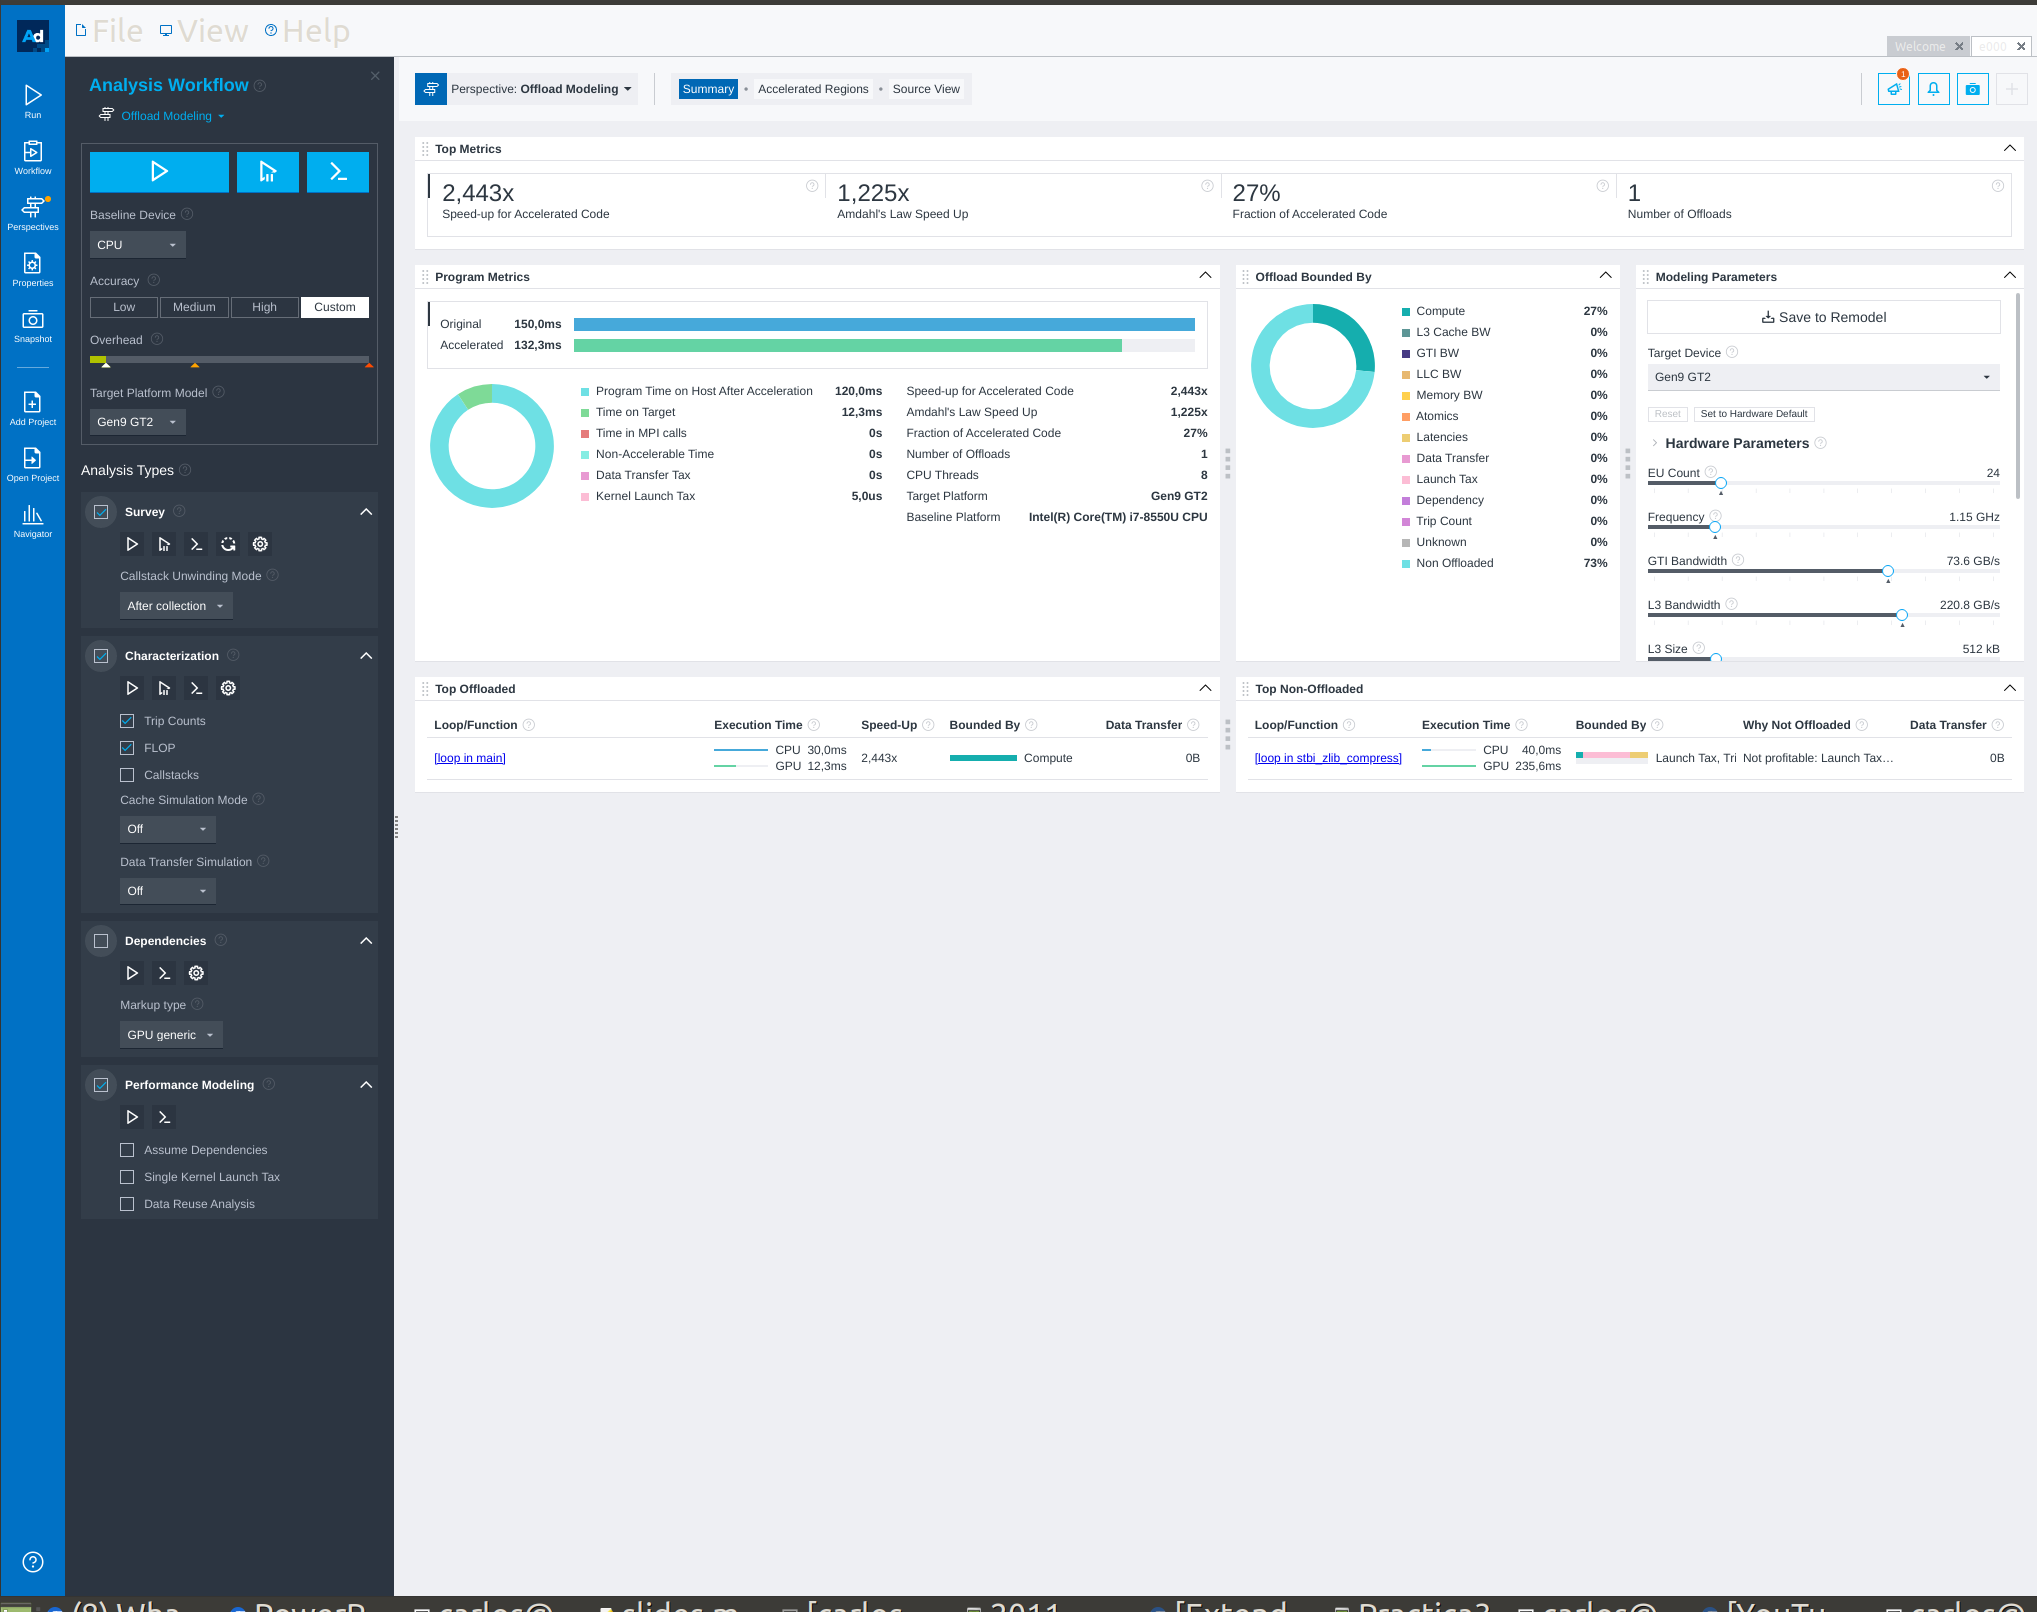 Ad
File View Help
Welcome
e000
Run
Workflow
Perspectives
Properties
Snapshot
Add Project
Open Project
Navigator
Analysis Workflow
Offload Modeling
Baseline Device
CPU
Accuracy
Low Medium High Custom
Overhead
Target Platform Model
Gen9 GT2
Analysis Types
Survey
Callstack Unwinding Mode
After collection
Characterization
Trip Counts
FLOP
Callstacks
Cache Simulation Mode
Off
Data Transfer Simulation
Off
Dependencies
Markup type
GPU generic
Performance Modeling
Assume Dependencies
Single Kernel Launch Tax
Data Reuse Analysis
Perspective: Offload Modeling
Summary • Accelerated Regions • Source View
1
Top Metrics
2,443x
Speed-up for Accelerated Code
1,225x
Amdahl's Law Speed Up
27%
Fraction of Accelerated Code
1
Number of Offloads
Program Metrics
Original 150,0ms
Accelerated 132,3ms
Program Time on Host After Acceleration 120,0ms
Time on Target 12,3ms
Time in MPI calls 0s
Non-Accelerable Time 0s
Data Transfer Tax 0s
Kernel Launch Tax 5,0us
Speed-up for Accelerated Code 2,443x
Amdahl's Law Speed Up 1,225x
Fraction of Accelerated Code 27%
Number of Offloads 1
CPU Threads 8
Target Platform Gen9 GT2
Baseline Platform Intel(R) Core(TM) i7-8550U CPU
Offload Bounded By
Compute 27%
L3 Cache BW 0%
GTI BW 0%
LLC BW 0%
Memory BW 0%
Atomics 0%
Latencies 0%
Data Transfer 0%
Launch Tax 0%
Dependency 0%
Trip Count 0%
Unknown 0%
Non Offloaded 73%
Modeling Parameters
Save to Remodel
Target Device
Gen9 GT2
Reset Set to Hardware Default
Hardware Parameters
EU Count 24
Frequency 1.15 GHz
GTI Bandwidth 73.6 GB/s
L3 Bandwidth 220.8 GB/s
L3 Size 512 kB
Top Offloaded
Loop/Function Execution Time Speed-Up Bounded By Data Transfer
[loop in main] CPU 30,0ms GPU 12,3ms 2,443x Compute 0B
Top Non-Offloaded
Loop/Function Execution Time Bounded By Why Not Offloaded Data Transfer
[loop in stbi_zlib_compress] CPU 40,0ms GPU 235,6ms Launch Tax, Tri Not profitable: Launch Tax… 0B
(8) Wha PowerP carlos@ slides.m [carlos 2011 [Extead Practica3 carlos@ [YouTu carlos@